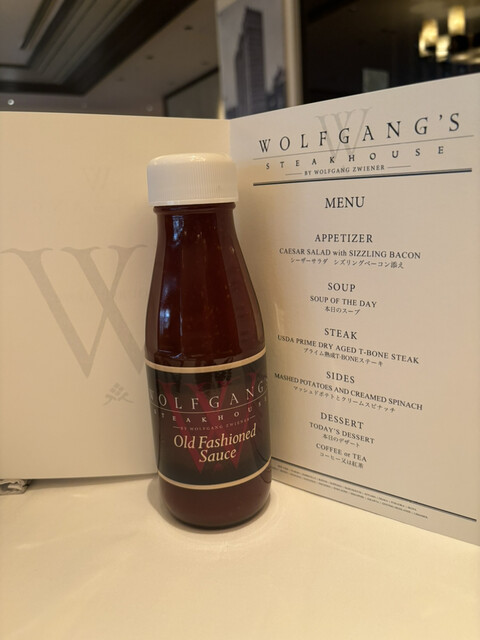 WOLFGANG'S
STEAKHOUSE
BY WOLFGANG ZWIENER
MENU
APPETIZER
CAESAR SALAD with SIZZLING BACON
シーザーサラダ シズリングベーコン添え
SOUP
SOUP OF THE DAY
本日のスープ
STEAK
USDA PRIME DRY AGED T-BONE STEAK
プライム熟成T-BONEステーキ
SIDES
MASHED POTATOES AND CREAMED SPINACH
マッシュドポテトとクリームスピナッチ
DESSERT
TODAY'S DESSERT
本日のデザート
COFFEE or TEA
コーヒー又は紅茶
W
WOLFGANG'S
STEAKHOUSE
BY WOLFGANG ZWIENER
Old Fashioned
Sauce